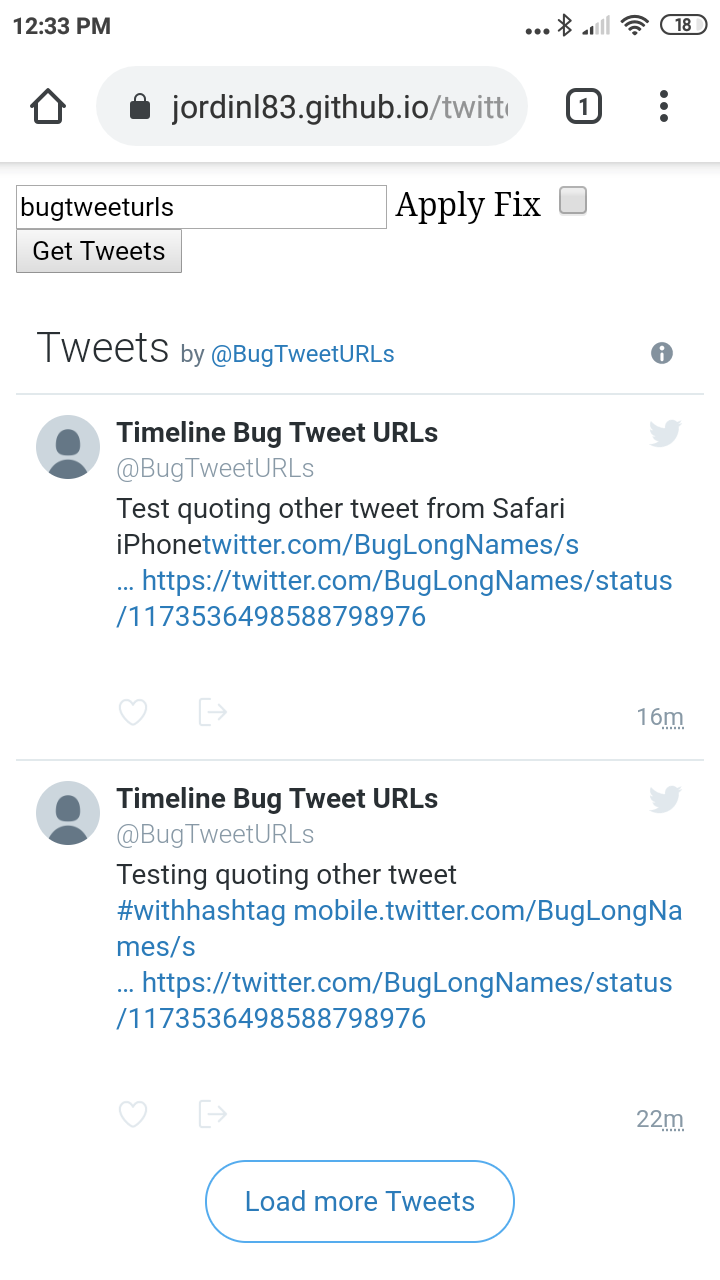 12:33 PM
18
jordinl83.github.io/twitt
1
bugtweeturls Apply Fix
Get Tweets
Tweets by @BugTweetURLs
Timeline Bug Tweet URLs
@BugTweetURLs
Test quoting other tweet from Safari
iPhonetwitter.com/BugLongNames/s
… https://twitter.com/BugLongNames/status
/1173536498588798976
16m
Timeline Bug Tweet URLs
@BugTweetURLs
Testing quoting other tweet
#withhashtag mobile.twitter.com/BugLongNa
mes/s
… https://twitter.com/BugLongNames/status
/1173536498588798976
22m
Load more Tweets